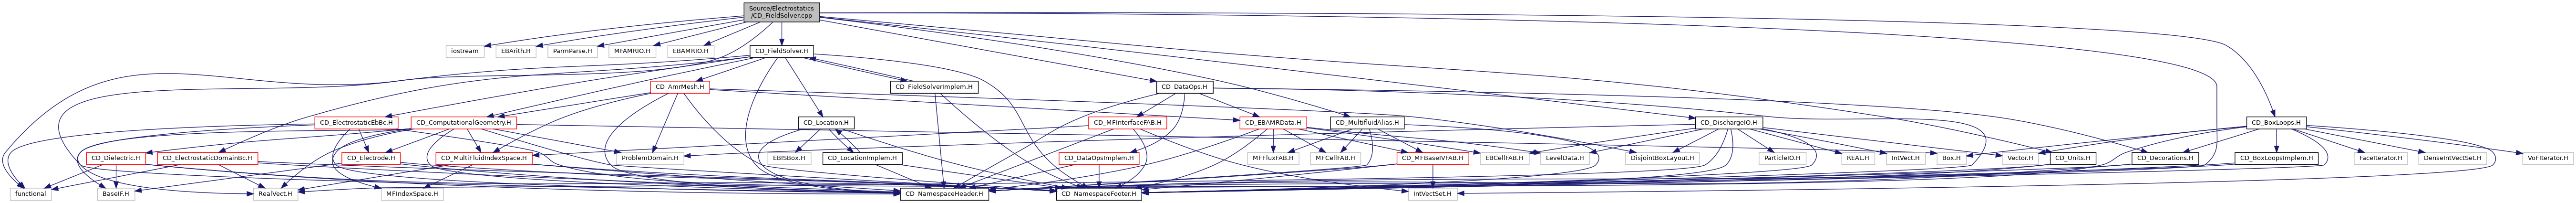 Source/Electrostatics
/CD_FieldSolver.cpp
iostream
EBArith.H
ParmParse.H
MFAMRIO.H
EBAMRIO.H
CD_FieldSolver.H
CD_AmrMesh.H
CD_FieldSolverImplem.H
CD_DataOps.H
CD_ElectrostaticEbBc.H
CD_ComputationalGeometry.H
CD_Location.H
CD_MFInterfaceFAB.H
CD_EBAMRData.H
CD_MultifluidAlias.H
CD_DischargeIO.H
CD_BoxLoops.H
CD_Dielectric.H
CD_ElectrostaticDomainBc.H
CD_Electrode.H
CD_MultiFluidIndexSpace.H
ProblemDomain.H
EBISBox.H
CD_LocationImplem.H
CD_DataOpsImplem.H
MFFluxFAB.H
MFCellFAB.H
CD_MFBaseIVFAB.H
EBCellFAB.H
LevelData.H
DisjointBoxLayout.H
ParticleIO.H
REAL.H
IntVect.H
Box.H
Vector.H
CD_Units.H
CD_Decorations.H
CD_BoxLoopsImplem.H
FaceIterator.H
DenseIntVectSet.H
VoFIterator.H
functional
BaseIF.H
RealVect.H
MFIndexSpace.H
CD_NamespaceHeader.H
CD_NamespaceFooter.H
IntVectSet.H